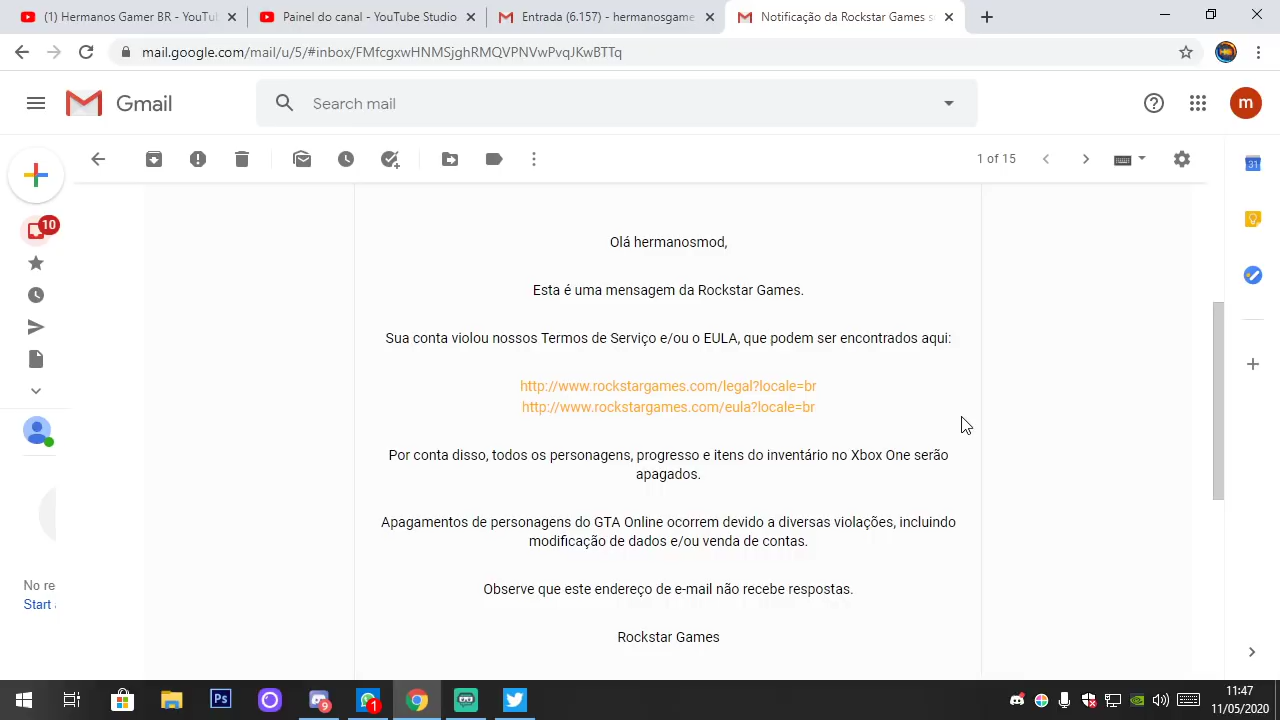 (1) Hermanos Gamer BR - YouTu
Painel do canal - YouTube Studio
Entrada (6.157) - hermanosgame
Notificação da Rockstar Games s
mail.google.com/mail/u/5/#inbox/FMfcgxwHNMSjghRMQVPNVwPvqJKwBTTq
Gmail
Search mail
m
1 of 15
31
10
Olá hermanosmod,
Esta é uma mensagem da Rockstar Games.
Sua conta violou nossos Termos de Serviço e/ou o EULA, que podem ser encontrados aqui:
http://www.rockstargames.com/legal?locale=br
http://www.rockstargames.com/eula?locale=br
Por conta disso, todos os personagens, progresso e itens do inventário no Xbox One serão
apagados.
Apagamentos de personagens do GTA Online ocorrem devido a diversas violações, incluindo
modificação de dados e/ou venda de contas.
Observe que este endereço de e-mail não recebe respostas.
Rockstar Games
No re
Start
Ps
9
1
11:47
11/05/2020